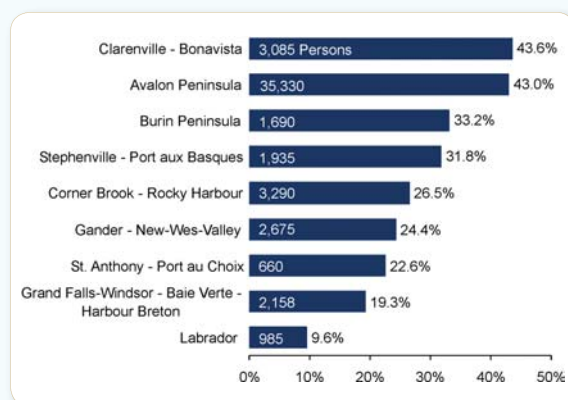 Clarenville - Bonavista 3,085 Persons 43.6%
Avalon Peninsula 35,330 43.0%
Burin Peninsula 1,690 33.2%
Stephenville - Port aux Basques 1,935 31.8%
Corner Brook - Rocky Harbour 3,290 26.5%
Gander - New-Wes-Valley 2,675 24.4%
St. Anthony - Port au Choix 660 22.6%
Grand Falls-Windsor - Baie Verte -
Harbour Breton 2,158 19.3%
Labrador 985 9.6%
0% 10% 20% 30% 40% 50%